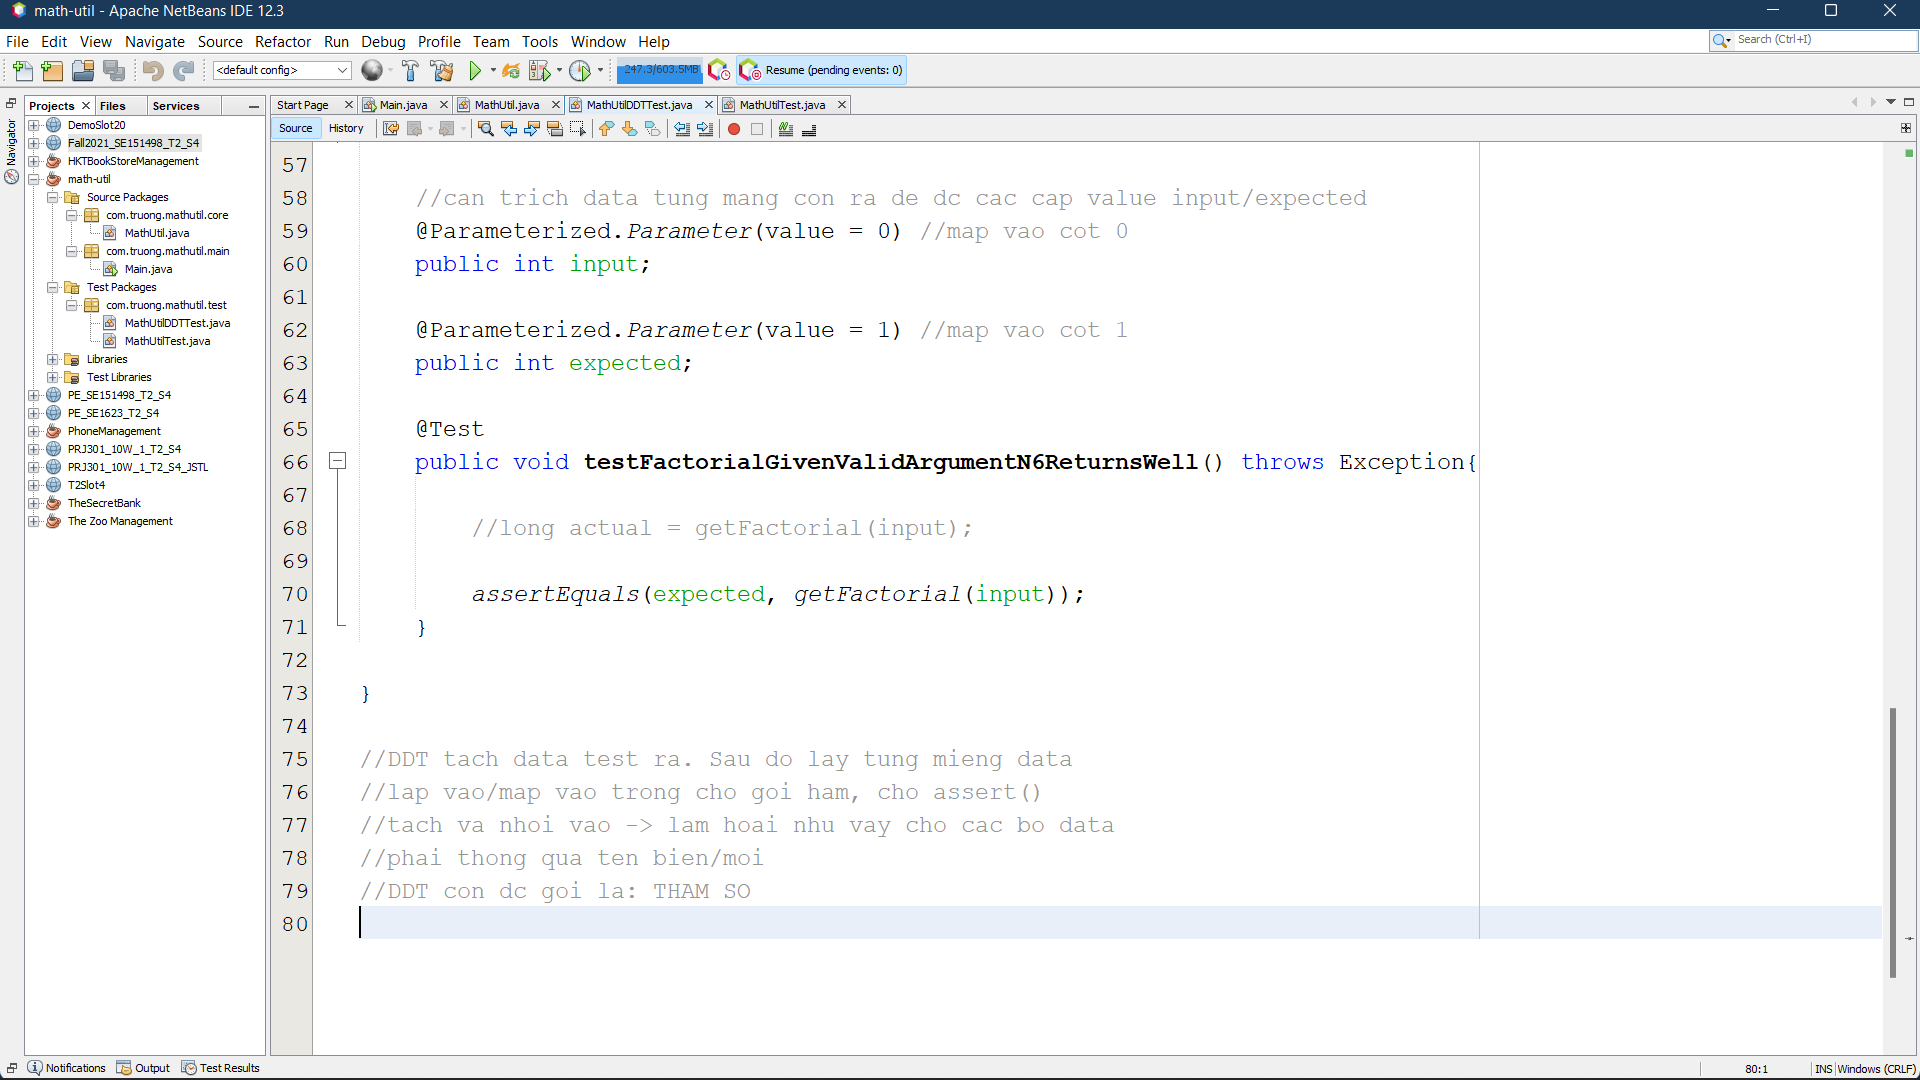 math-util - Apache NetBeans IDE 12.3
File Edit View Navigate Source Refactor Run Debug Profile Team Tools Window Help
Search (Ctrl+I)
<default config>
247.3/603.5MB
Resume (pending events: 0)
Projects Files Services
Start Page Main.java MathUtil.java MathUtilDDTTest.java MathUtilTest.java
Source History
Navigator
DemoSlot20
Fall2021_SE151498_T2_S4
HKTBookStoreManagement
math-util
Source Packages
com.truong.mathutil.core
MathUtil.java
com.truong.mathutil.main
Main.java
Test Packages
com.truong.mathutil.test
MathUtilDDTTest.java
MathUtilTest.java
Libraries
Test Libraries
PE_SE151498_T2_S4
PE_SE1623_T2_S4
PhoneManagement
PRJ301_10W_1_T2_S4
PRJ301_10W_1_T2_S4_JSTL
T2Slot4
TheSecretBank
The Zoo Management
57
58 //can trich data tung mang con ra de dc cac cap value input/expected
59 @Parameterized.Parameter(value = 0) //map vao cot 0
60 public int input;
61
62 @Parameterized.Parameter(value = 1) //map vao cot 1
63 public int expected;
64
65 @Test
66 public void testFactorialGivenValidArgumentN6ReturnsWell() throws Exception{
67
68 //long actual = getFactorial(input);
69
70 assertEquals(expected, getFactorial(input));
71 }
72
73 }
74
75 //DDT tach data test ra. Sau do lay tung mieng data
76 //lap vao/map vao trong cho goi ham, cho assert()
77 //tach va nhoi vao -> lam hoai nhu vay cho cac bo data
78 //phai thong qua ten bien/moi
79 //DDT con dc goi la: THAM SO
80
Notifications Output Test Results
80:1 INS Windows (CRLF)